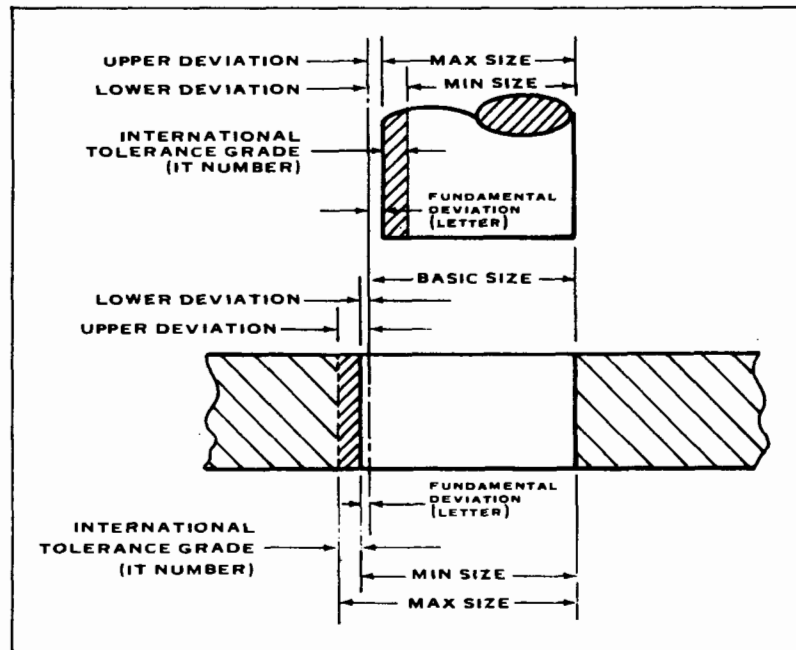 UPPER DEVIATION
MAX SIZE
LOWER DEVIATION
MIN SIZE
INTERNATIONAL
TOLERANCE GRADE
(IT NUMBER)
FUNDAMENTAL
DEVIATION
(LETTER)
BASIC SIZE
LOWER DEVIATION
UPPER DEVIATION
FUNDAMENTAL
DEVIATION
(LETTER)
INTERNATIONAL
TOLERANCE GRADE
(IT NUMBER)
MIN SIZE
MAX SIZE